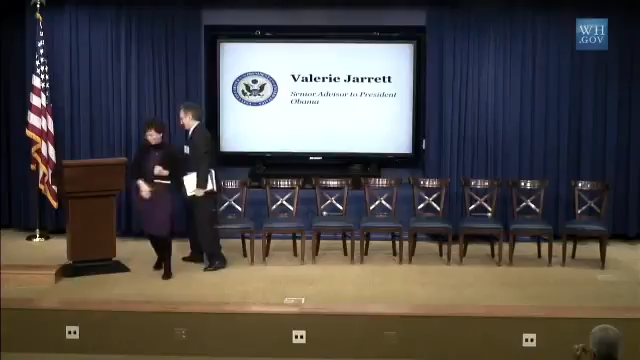 WH
.GOV
Valerie Jarrett
Senior Advisor to President
Obama